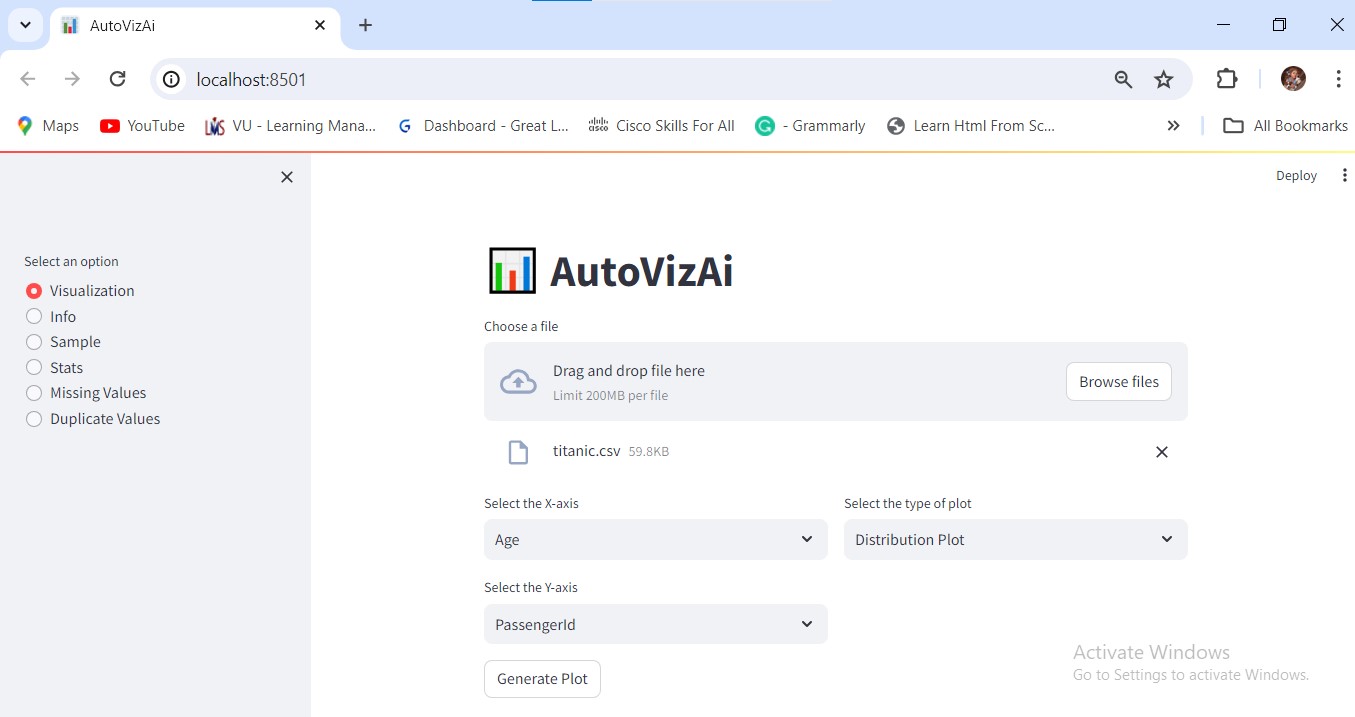 AutoVizAi
localhost:8501
Maps YouTube VU - Learning Mana... Dashboard - Great L... Cisco Skills For All - Grammarly Learn Html From Sc... All Bookmarks
Deploy
Select an option
Visualization
Info
Sample
Stats
Missing Values
Duplicate Values
AutoVizAi
Choose a file
Drag and drop file here
Limit 200MB per file
Browse files
titanic.csv 59.8KB
Select the X-axis
Age
Select the type of plot
Distribution Plot
Select the Y-axis
PassengerId
Generate Plot
Activate Windows
Go to Settings to activate Windows.